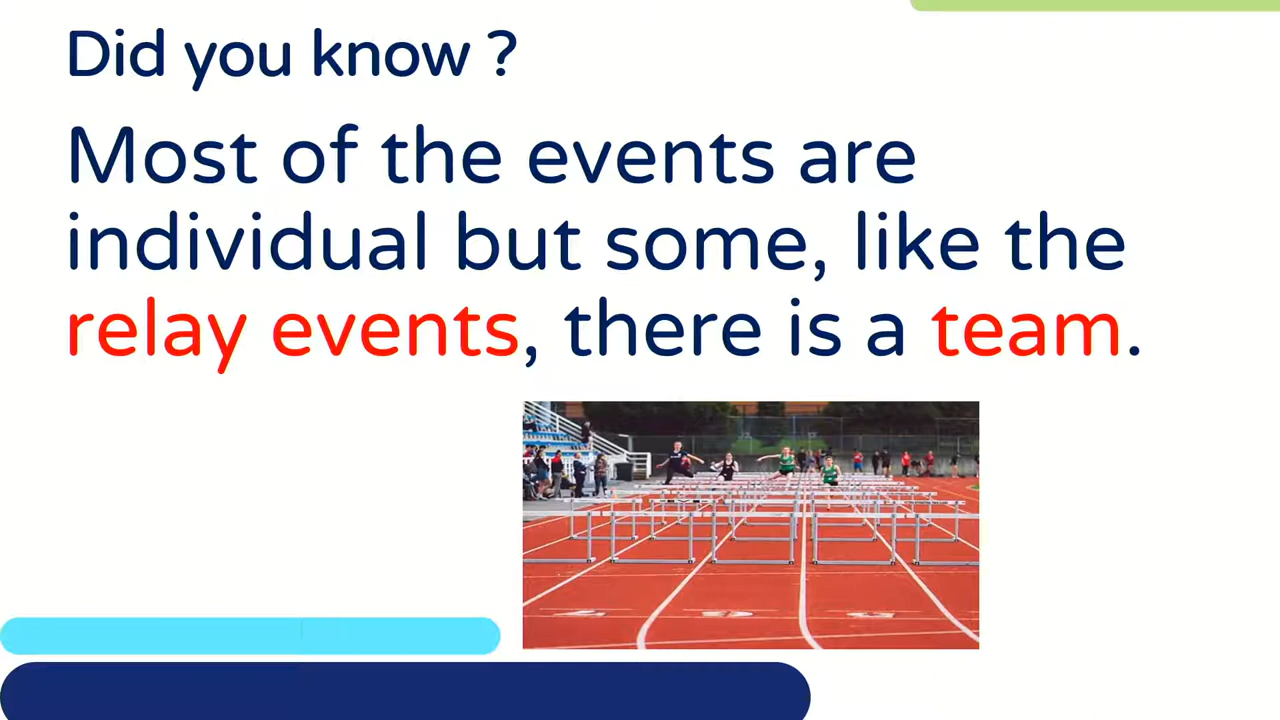 Did you know ?
Most of the events are
individual but some, like the
relay events, there is a team.